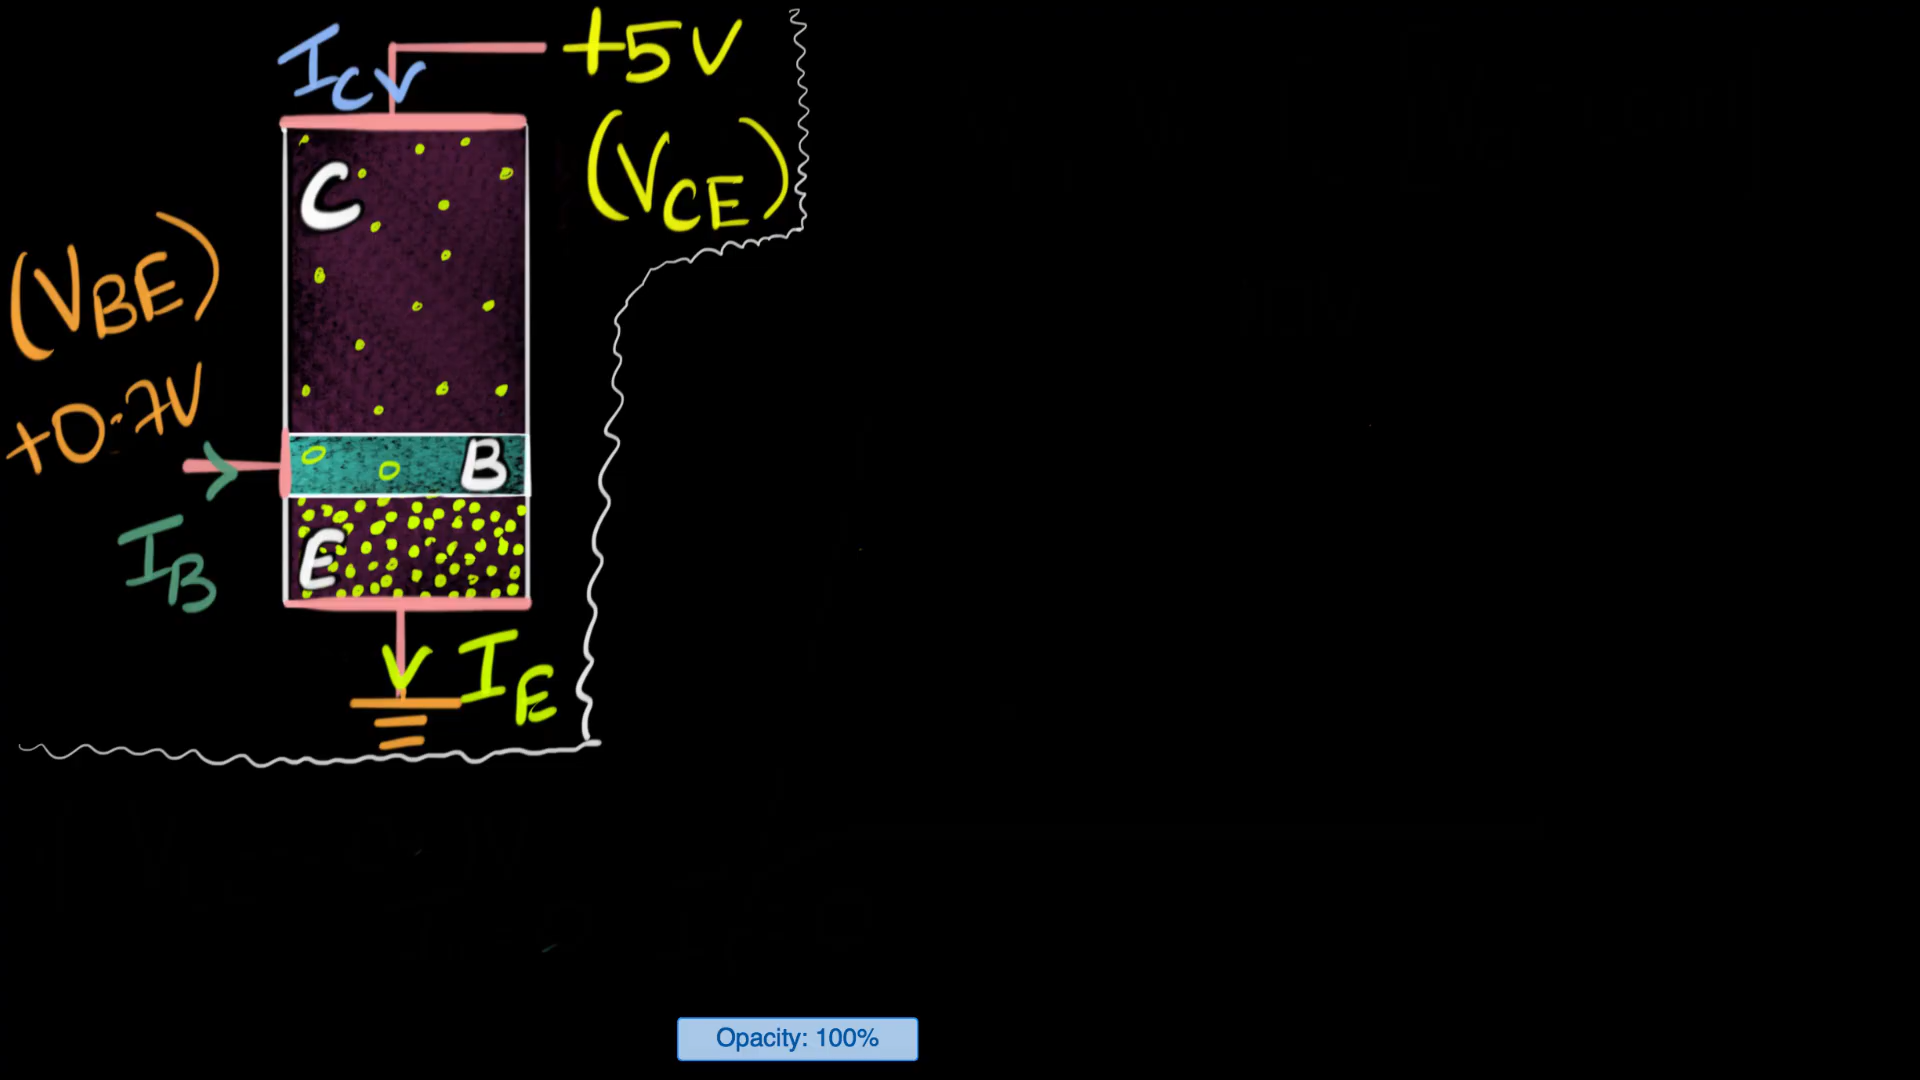 I_C
+5V
(V_CE)
C
(V_BE)
+0.7V
B
I_B
E
I_E
Opacity: 100%